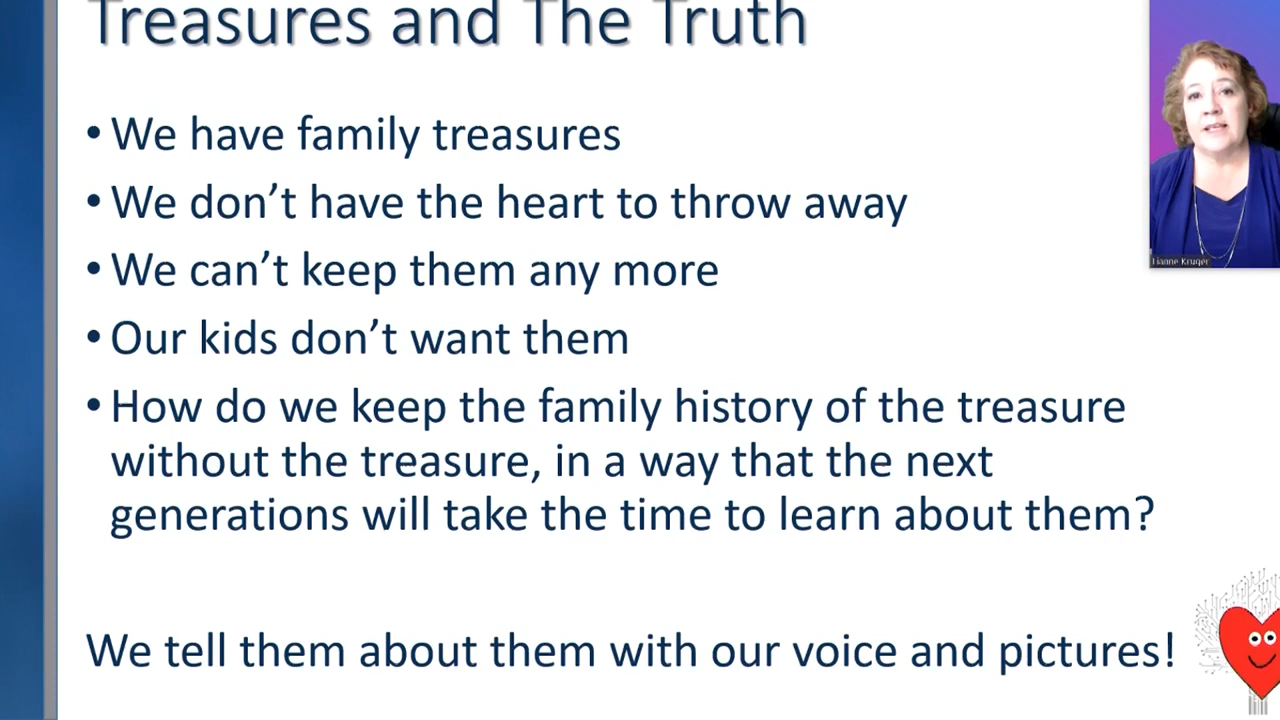 Treasures and The Truth
• We have family treasures
• We don’t have the heart to throw away
• We can’t keep them any more
• Our kids don’t want them
• How do we keep the family history of the treasure
without the treasure, in a way that the next
generations will take the time to learn about them?
We tell them about them with our voice and pictures!
Lianne Kruger